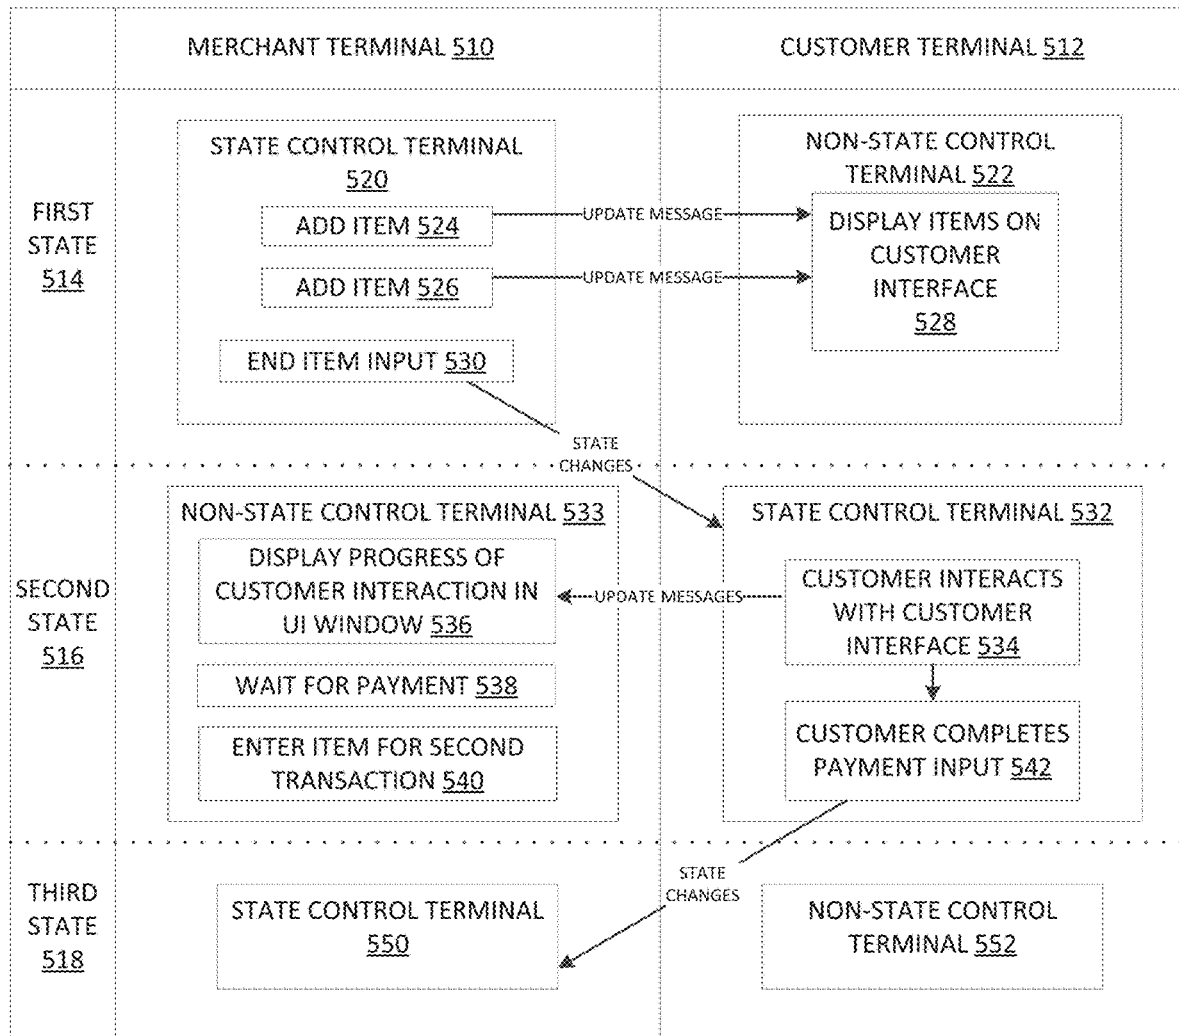 MERCHANT TERMINAL 510
CUSTOMER TERMINAL 512
FIRST
STATE
514
STATE CONTROL TERMINAL
520
ADD ITEM 524
ADD ITEM 526
END ITEM INPUT 530
UPDATE MESSAGE
UPDATE MESSAGE
NON-STATE CONTROL
TERMINAL 522
DISPLAY ITEMS ON
CUSTOMER
INTERFACE
528
STATE
CHANGES
SECOND
STATE
516
NON-STATE CONTROL TERMINAL 533
DISPLAY PROGRESS OF
CUSTOMER INTERACTION IN
UI WINDOW 536
WAIT FOR PAYMENT 538
ENTER ITEM FOR SECOND
TRANSACTION 540
UPDATE MESSAGES
STATE CONTROL TERMINAL 532
CUSTOMER INTERACTS
WITH CUSTOMER
INTERFACE 534
CUSTOMER COMPLETES
PAYMENT INPUT 542
STATE
CHANGES
THIRD
STATE
518
STATE CONTROL TERMINAL
550
NON-STATE CONTROL
TERMINAL 552